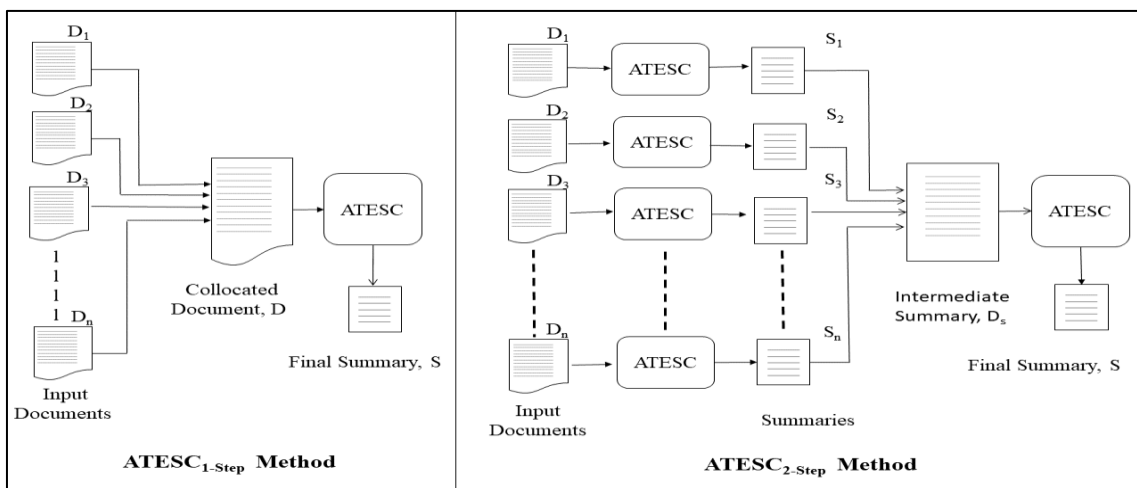 D₁
D₂
D₃
l
l
l
l
Dₙ
Input
Documents
Collocated
Document, D
ATESC
Final Summary, S
ATESC₁₋Step Method
D₁
ATESC
S₁
D₂
ATESC
S₂
D₃
ATESC
S₃
Dₙ
ATESC
Sₙ
Input
Documents
Summaries
Intermediate
Summary, Dₛ
ATESC
Final Summary, S
ATESC₂₋Step Method